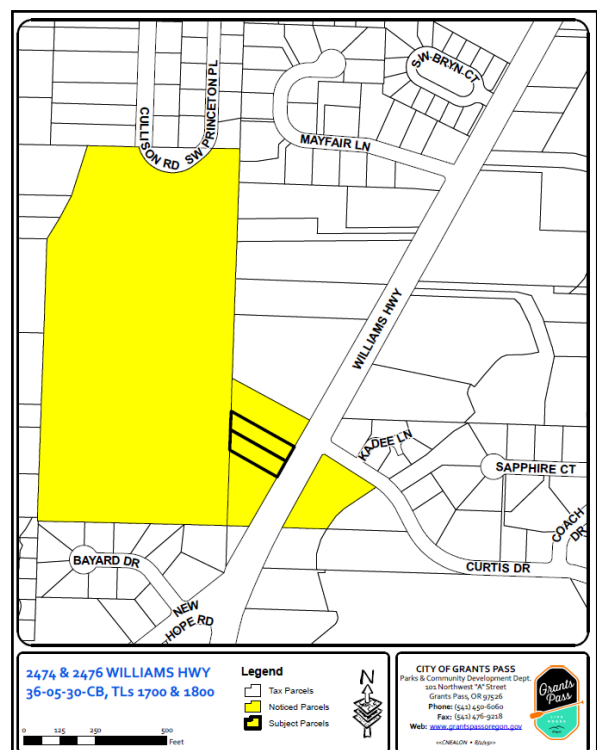 SW BRYN CT
CULLISON RD
SW PRINCETON PL
MAYFAIR LN
WILLIAMS HWY
KADEE LN
SAPPHIRE CT
COACH DR
CURTIS DR
BAYARD DR
NEW
HOPE RD
2474 & 2476 WILLIAMS HWY
36-05-30-CB, TLs 1700 & 1800
0 125 250 500
Feet
Legend
Tax Parcels
Noticed Parcels
Subject Parcels
N
CITY OF GRANTS PASS
Parks & Community Development Dept.
101 Northwest "A" Street
Grants Pass, OR 97526
Phone: (541) 450-6060
Fax: (541) 476-9218
Web: www.grantspassoregon.gov
Grants
Pass